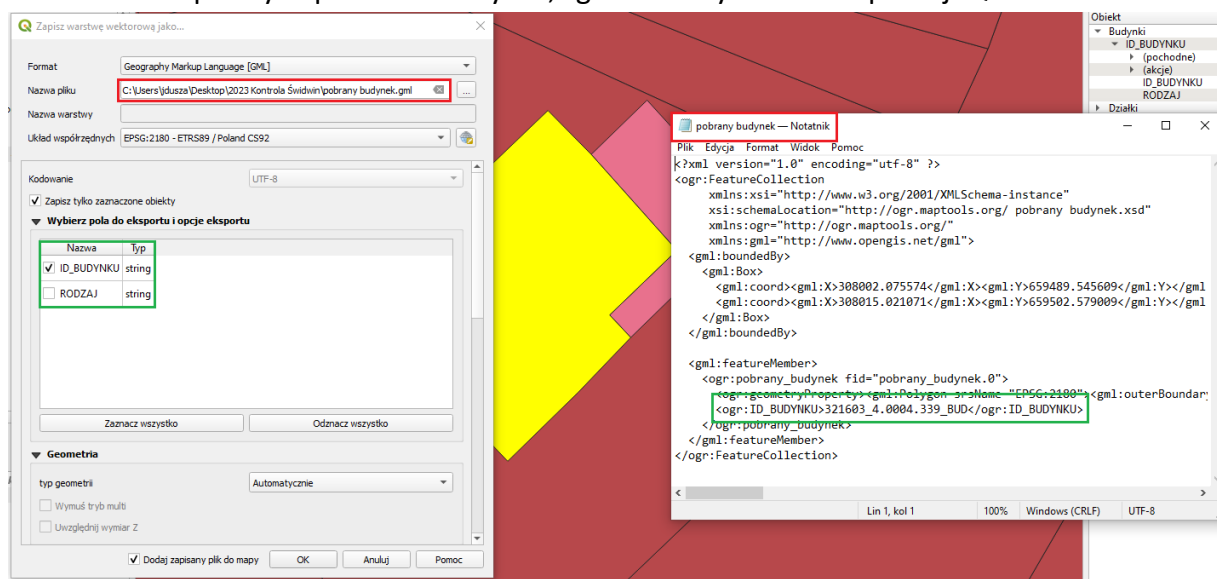 Zapisz warstwę wektorową jako...
Format
Geography Markup Language [GML]
Nazwa pliku
C:\Users\jdusza\Desktop\2023 Kontrola Świdwin\pobrany budynek.gml
...
Nazwa warstwy
Układ współrzędnych
EPSG:2180 - ETRS89 / Poland CS92
Kodowanie
UTF-8
Zapisz tylko zaznaczone obiekty
Wybierz pola do eksportu i opcje eksportu
Nazwa Typ
ID_BUDYNKU string
RODZAJ string
Zaznacz wszystko
Odznacz wszystko
Geometria
typ geometrii
Automatycznie
Wymuś tryb multi
Uwzględnij wymiar Z
Dodaj zapisany plik do mapy
OK
Anuluj
Pomoc
Obiekt
Budynki
ID_BUDYNKU
(pochodne)
(akcje)
ID_BUDYNKU
RODZAJ
Działki
pobrany budynek — Notatnik
Plik Edycja Format Widok Pomoc
<?xml version="1.0" encoding="utf-8" ?>
<ogr:FeatureCollection
xmlns:xsi="http://www.w3.org/2001/XMLSchema-instance"
xsi:schemaLocation="http://ogr.maptools.org/ pobrany budynek.xsd"
xmlns:ogr="http://ogr.maptools.org/"
xmlns:gml="http://www.opengis.net/gml">
<gml:boundedBy>
<gml:Box>
<gml:coord><gml:X>308002.075574</gml:X><gml:Y>659489.545609</gml:Y></gml
<gml:coord><gml:X>308015.021071</gml:X><gml:Y>659502.579009</gml:Y></gml
</gml:Box>
</gml:boundedBy>
<gml:featureMember>
<ogr:pobrany_budynek fid="pobrany_budynek.0">
<ogr:geometryProperty><gml:Polygon srsName="EPSG:2180"><gml:outerBoundary
<ogr:ID_BUDYNKU>321603_4.0004.339_BUD</ogr:ID_BUDYNKU>
</ogr:pobrany_budynek>
</gml:featureMember>
</ogr:FeatureCollection>
Lin 1, kol 1
100%
Windows (CRLF)
UTF-8